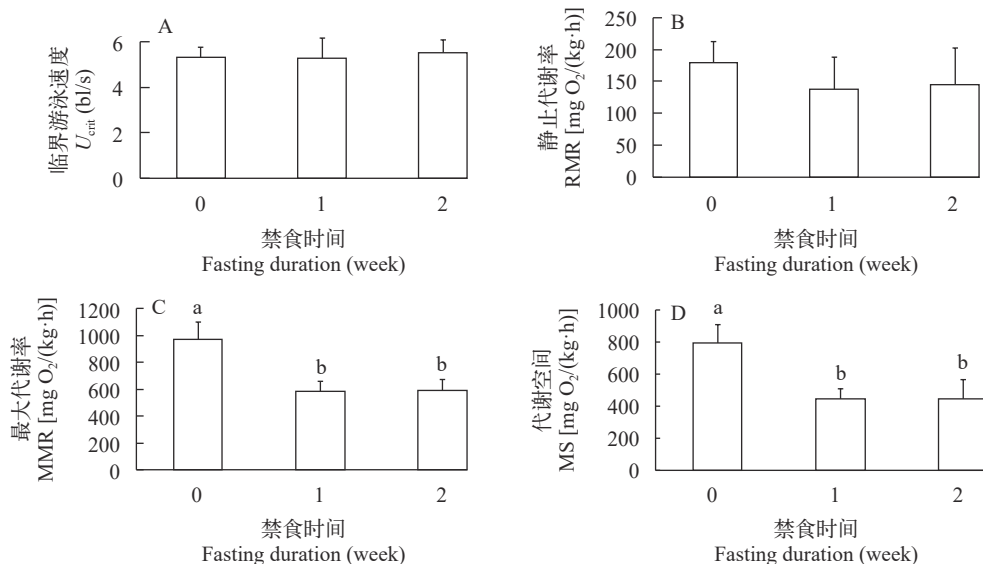 A
临界游泳速度
U_crit (bl/s)
6
4
2
0
0 1 2
禁食时间
Fasting duration (week)
B
静止代谢率
RMR [mg O₂/(kg·h)]
250
200
150
100
50
0
0 1 2
禁食时间
Fasting duration (week)
C
最大代谢率
MMR [mg O₂/(kg·h)]
1200
1000
800
600
400
200
0
a
b
b
0 1 2
禁食时间
Fasting duration (week)
D
代谢空间
MS [mg O₂/(kg·h)]
1000
800
600
400
200
0
a
b
b
0 1 2
禁食时间
Fasting duration (week)